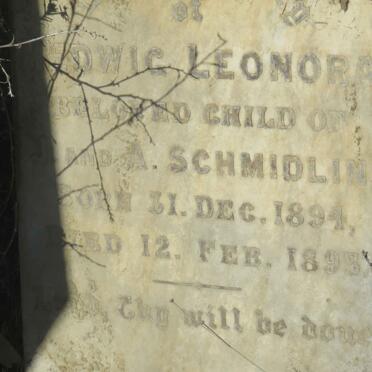 of
DWIG LEONORE
BELOVED CHILD OF
AND A. SCHMIDLIN
BORN 31. DEC. 1894,
DIED 12. FEB. 1895
Thy will be done